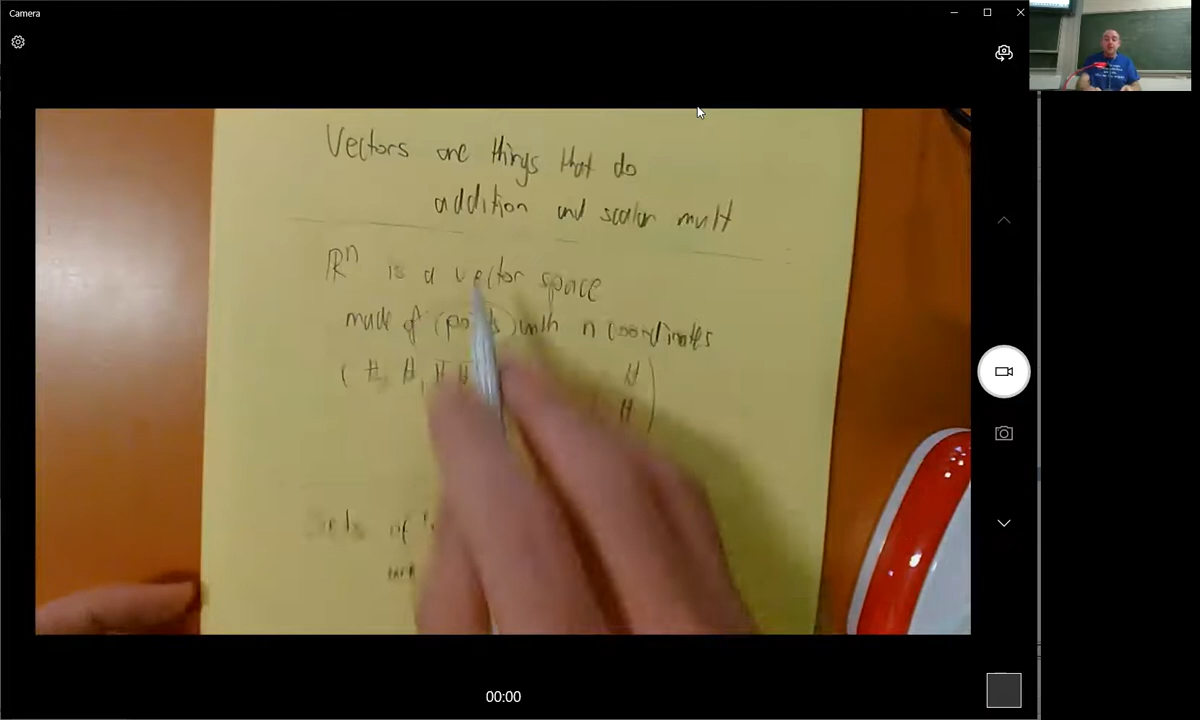 Camera
Vectors are things that do
addition and scalar mult
ℝⁿ is a vector space
made of (points) with n coordinates
(#, #, # #
#
#
of
00:00